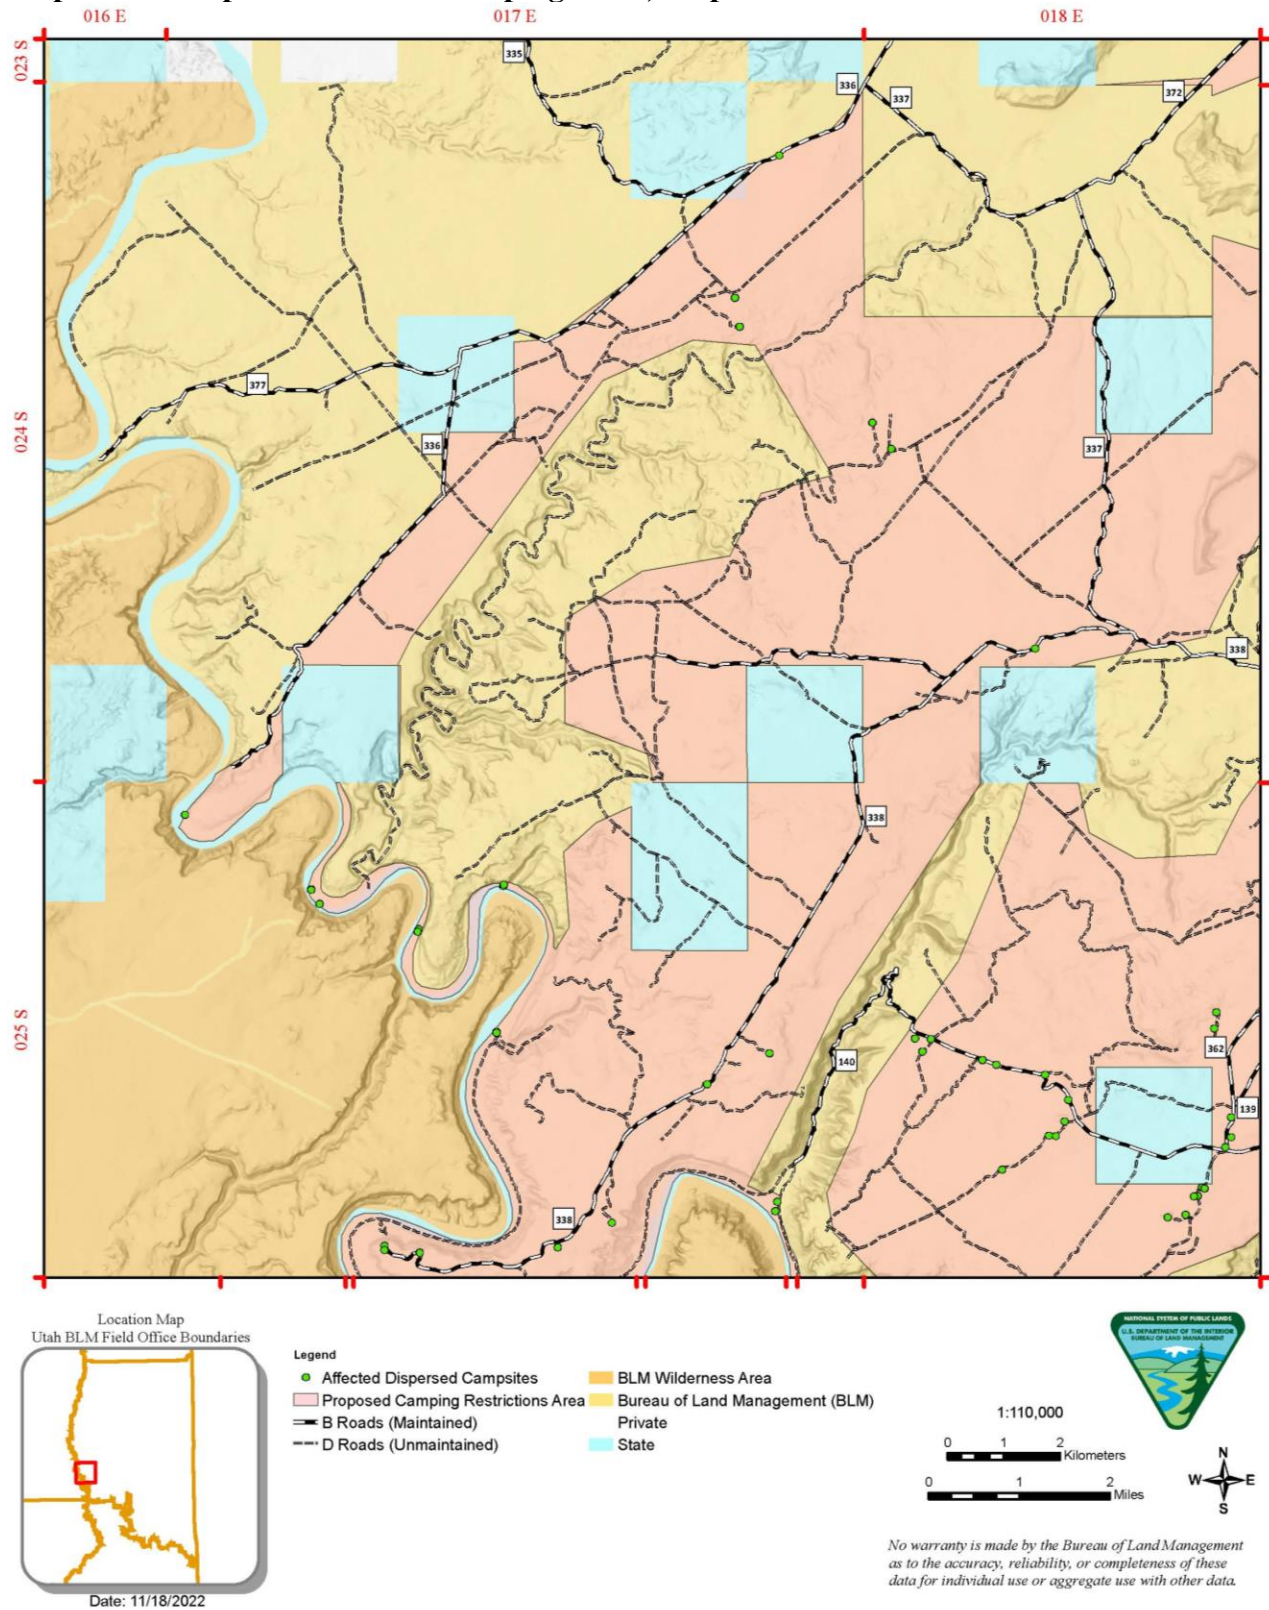 016 E
017 E
018 E
023 S
335
336
337
372
377
024 S
336
337
338
338
025 S
140
362
139
338
Location Map
Utah BLM Field Office Boundaries
Date: 11/18/2022
Legend
Affected Dispersed Campsites
Proposed Camping Restrictions Area
B Roads (Maintained)
D Roads (Unmaintained)
BLM Wilderness Area
Bureau of Land Management (BLM)
Private
State
1:110,000
0 1 2
Kilometers
0 1 2
Miles
NATIONAL SYSTEM OF PUBLIC LANDS
U.S. DEPARTMENT OF THE INTERIOR
BUREAU OF LAND MANAGEMENT
N
W E
S
No warranty is made by the Bureau of Land Management
as to the accuracy, reliability, or completeness of these
data for individual use or aggregate use with other data.